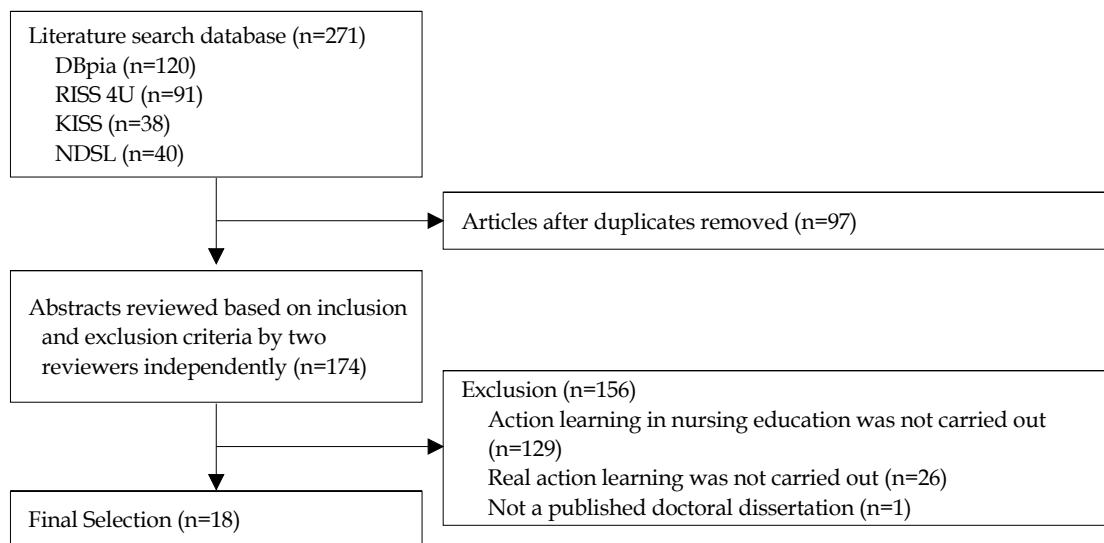 Literature search database (n=271)
DBpia (n=120)
RISS 4U (n=91)
KISS (n=38)
NDSL (n=40)
Articles after duplicates removed (n=97)
Abstracts reviewed based on inclusion
and exclusion criteria by two
reviewers independently (n=174)
Exclusion (n=156)
Action learning in nursing education was not carried out
(n=129)
Real action learning was not carried out (n=26)
Not a published doctoral dissertation (n=1)
Final Selection (n=18)